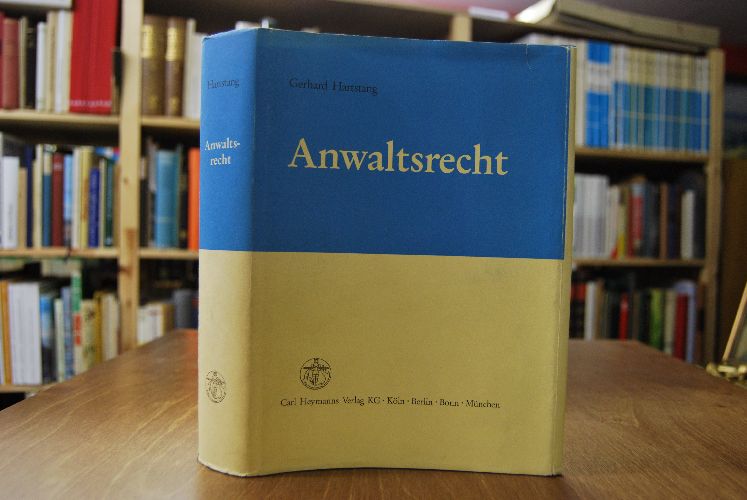 Hartstang
Anwalts-
recht
Gerhard Hartstang
Anwaltsrecht
Carl Heymanns Verlag KG · Köln · Berlin · Bonn · München